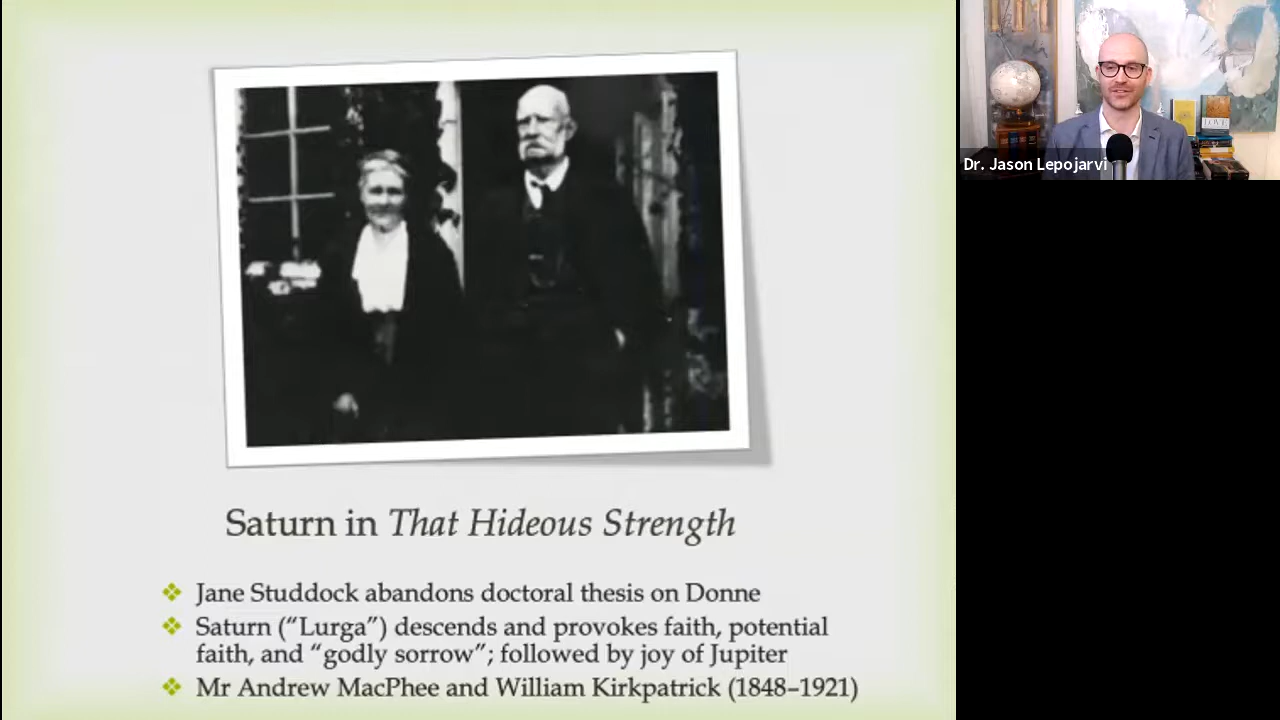 Saturn in That Hideous Strength
Jane Studdock abandons doctoral thesis on Donne
Saturn (“Lurga”) descends and provokes faith, potential
faith, and “godly sorrow”; followed by joy of Jupiter
Mr Andrew MacPhee and William Kirkpatrick (1848–1921)
Dr. Jason Lepojarvi